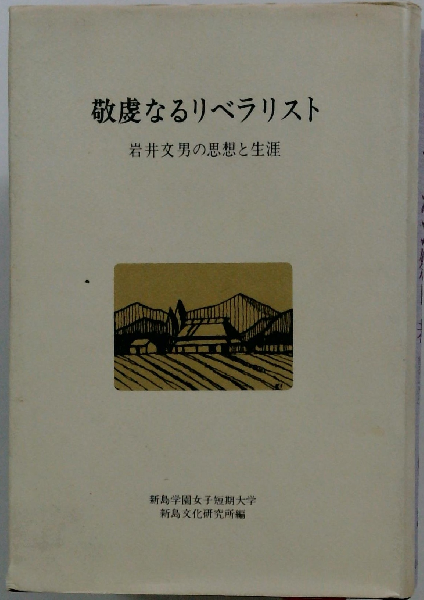 敬虔なるリベラリスト
岩井文男の思想と生涯
新島学園女子短期大学
新島文化研究所編